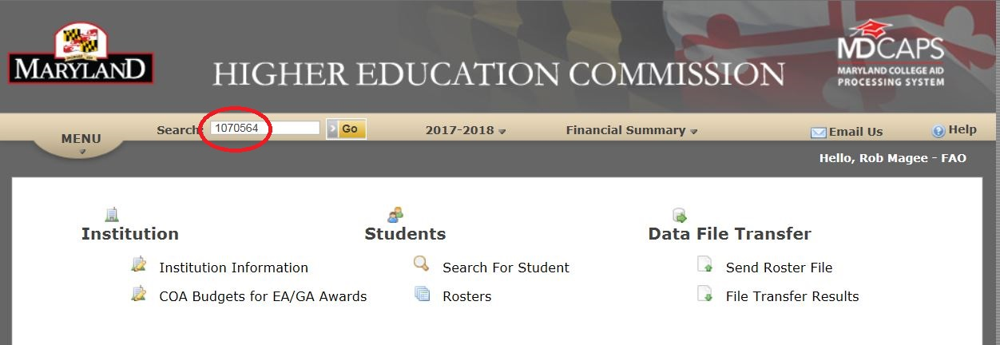 MARYLAND
HIGHER EDUCATION COMMISSION
MDCAPS
MARYLAND COLLEGE AID
PROCESSING SYSTEM
MENU
Search: 1070564 Go
2017-2018
Financial Summary
Email Us
Help
Hello, Rob Magee - FAO
Institution
Institution Information
COA Budgets for EA/GA Awards
Students
Search For Student
Rosters
Data File Transfer
Send Roster File
File Transfer Results